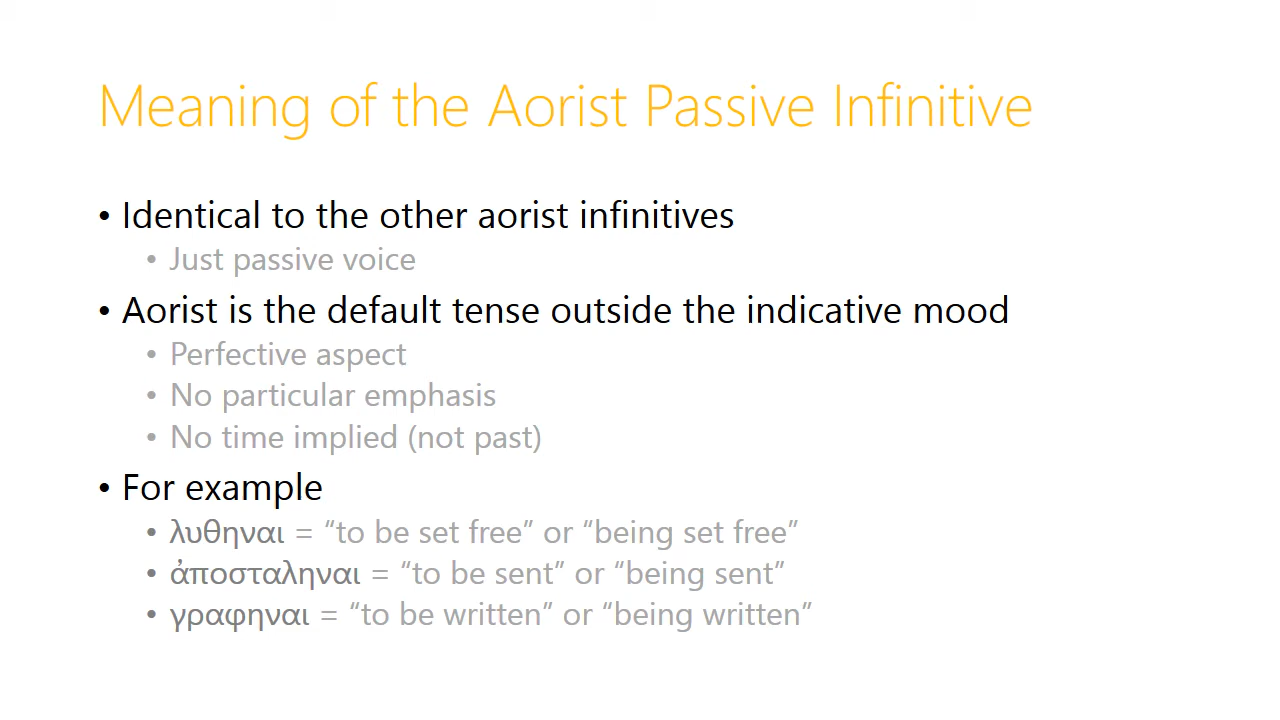 Meaning of the Aorist Passive Infinitive
• Identical to the other aorist infinitives
• Just passive voice
• Aorist is the default tense outside the indicative mood
• Perfective aspect
• No particular emphasis
• No time implied (not past)
• For example
• λυθηναι = “to be set free” or “being set free”
• ἀποσταληναι = “to be sent” or “being sent”
• γραφηναι = “to be written” or “being written”